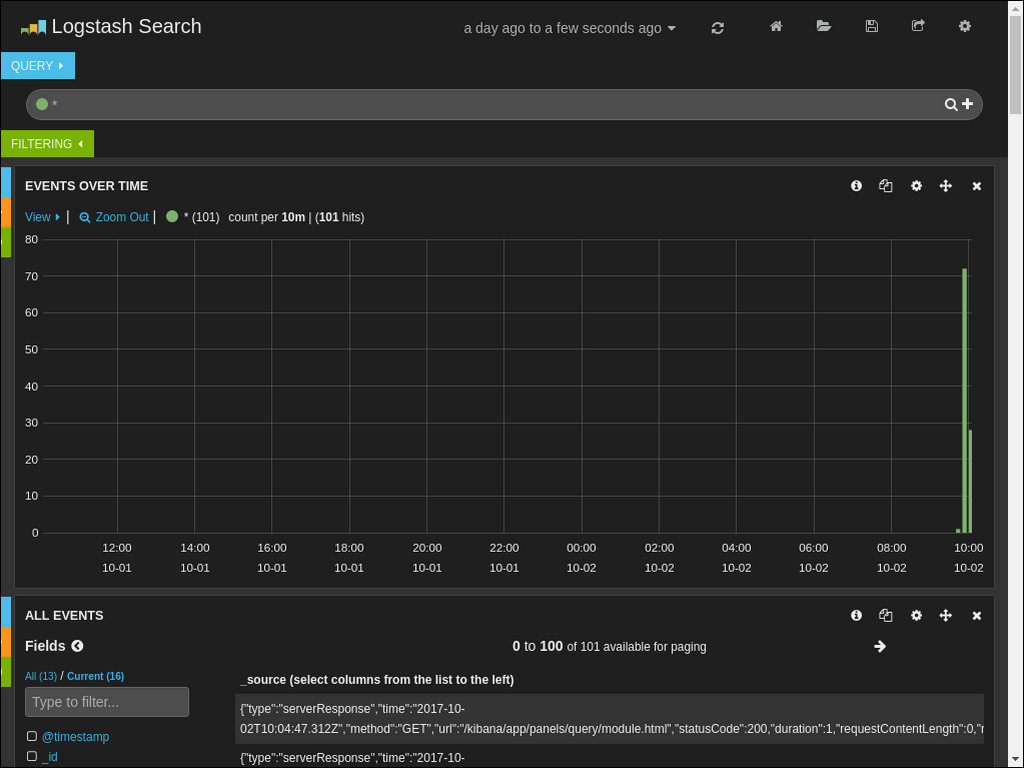 Logstash Search
a day ago to a few seconds ago
QUERY
*
FILTERING
EVENTS OVER TIME
View | Zoom Out | * (101) count per 10m | (101 hits)
80
70
60
50
40
30
20
10
0
12:00 14:00 16:00 18:00 20:00 22:00 00:00 02:00 04:00 06:00 08:00 10:00
10-01 10-01 10-01 10-01 10-01 10-01 10-02 10-02 10-02 10-02 10-02 10-02
ALL EVENTS
Fields
0 to 100 of 101 available for paging
All (13) / Current (16)
Type to filter...
@timestamp
_id
_source (select columns from the list to the left)
{"type":"serverResponse","time":"2017-10-
02T10:04:47.312Z","method":"GET","url":"/kibana/app/panels/query/module.html","statusCode":200,"duration":1,"requestContentLength":0,"r
{"type":"serverResponse","time":"2017-10-